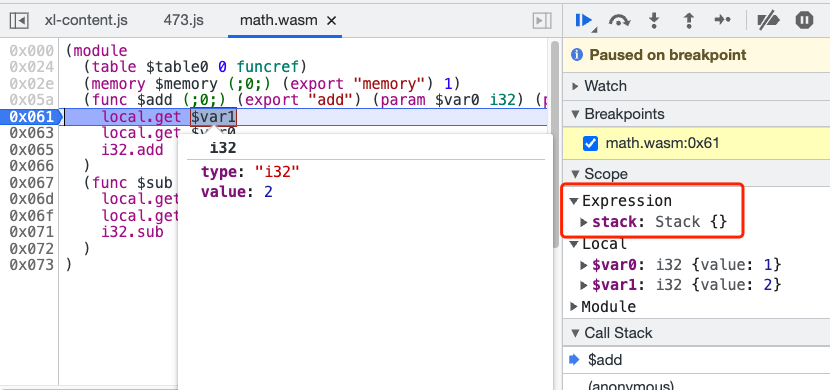 xl-content.js 473.js math.wasm ×
0x000 (module
0x024 (table $table0 0 funcref)
0x02e (memory $memory (;0;) (export "memory") 1)
0x05a (func $add (;0;) (export "add") (param $var0 i32) (p
0x061 local.get $var1
0x063 local.get $var0
0x065 i32.add
0x066 )
0x067 (func $sub
0x06d local.get
0x06f local.get
0x071 i32.sub
0x072 )
0x073 )
i32
type: "i32"
value: 2
Paused on breakpoint
Watch
Breakpoints
math.wasm:0x61
Scope
Expression
stack: Stack {}
Local
$var0: i32 {value: 1}
$var1: i32 {value: 2}
Module
Call Stack
$add
(anonymous)